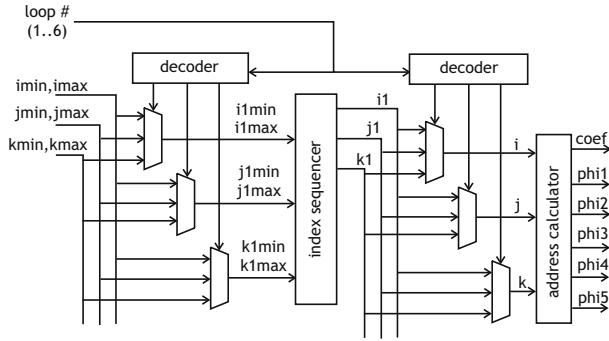 loop #
(1..6)
decoder
decoder
imin,imax
jmin,jmax
kmin,kmax
i1min
i1max
j1min
j1max
k1min
k1max
index sequencer
i1
j1
k1
i
j
k
address calculator
coef
phi1
phi2
phi3
phi4
phi5